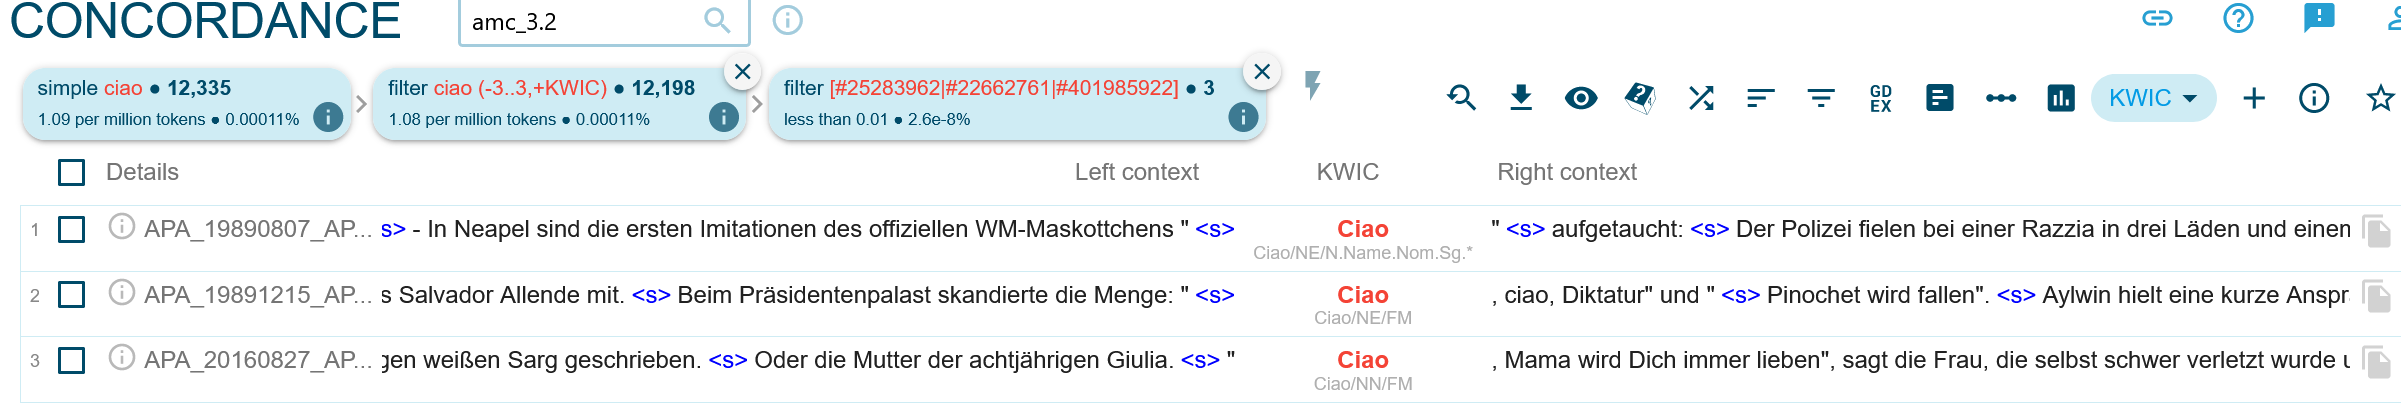 CONCORDANCE
amc_3.2
simple ciao ● 12,335
1.09 per million tokens ● 0.00011%
filter ciao (-3..3,+KWIC) ● 12,198
1.08 per million tokens ● 0.00011%
filter [#25283962|#22662761|#401985922] ● 3
less than 0.01 ● 2.6e-8%
GD
EX
KWIC
Details Left context KWIC Right context
1 APA_19890807_AP... s> - In Neapel sind die ersten Imitationen des offiziellen WM-Maskottchens " <s> Ciao " <s> aufgetaucht: <s> Der Polizei fielen bei einer Razzia in drei Läden und einen
Ciao/NE/N.Name.Nom.Sg.*
2 APA_19891215_AP... s Salvador Allende mit. <s> Beim Präsidentenpalast skandierte die Menge: " <s> Ciao , ciao, Diktatur" und " <s> Pinochet wird fallen". <s> Aylwin hielt eine kurze Anspr
Ciao/NE/FM
3 APA_20160827_AP... gen weißen Sarg geschrieben. <s> Oder die Mutter der achtjährigen Giulia. <s> " Ciao , Mama wird Dich immer lieben", sagt die Frau, die selbst schwer verletzt wurde
Ciao/NN/FM